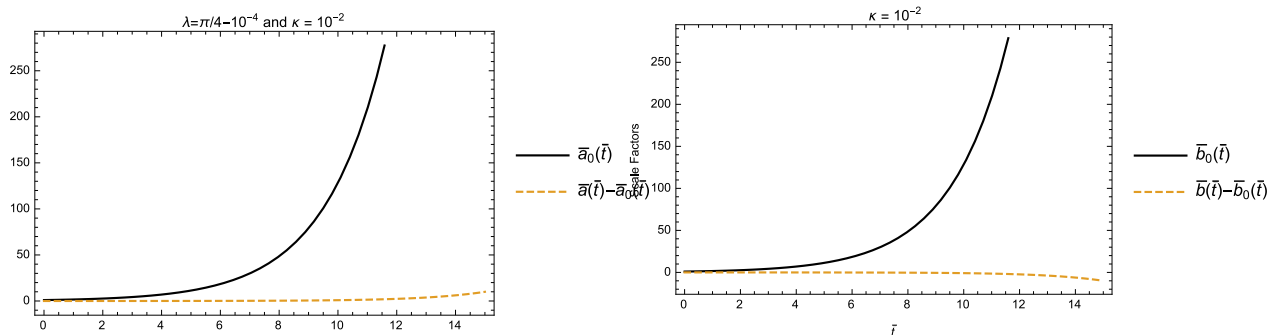 λ=π/4–10⁻⁴ and κ = 10⁻²
250
200
150
100
50
0
0 2 4 6 8 10 12 14
a̅₀(t̅)
a̅(t̅)–a̅₀(t̅)
κ = 10⁻²
Scale Factors
250
200
150
100
50
0
0 2 4 6 8 10 12 14
t̅
b̅₀(t̅)
b̅(t̅)–b̅₀(t̅)